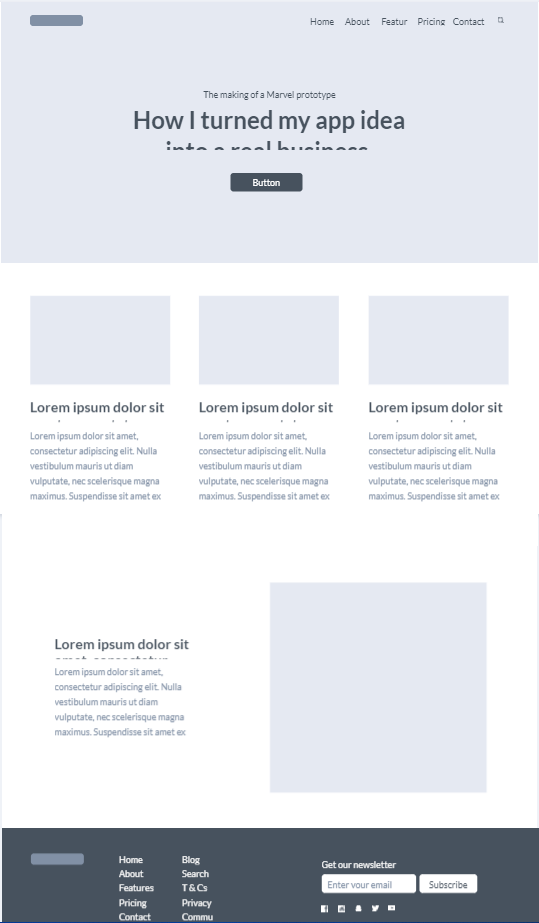 Home About Featur Pricing Contact
The making of a Marvel prototype
How I turned my app idea
into a real business
Button
Lorem ipsum dolor sit
Lorem ipsum dolor sit amet,
consectetur adipiscing elit. Nulla
vestibulum mauris ut diam
vulputate, nec scelerisque magna
maximus. Suspendisse sit amet ex
Lorem ipsum dolor sit
Lorem ipsum dolor sit amet,
consectetur adipiscing elit. Nulla
vestibulum mauris ut diam
vulputate, nec scelerisque magna
maximus. Suspendisse sit amet ex
Lorem ipsum dolor sit
Lorem ipsum dolor sit amet,
consectetur adipiscing elit. Nulla
vestibulum mauris ut diam
vulputate, nec scelerisque magna
maximus. Suspendisse sit amet ex
Lorem ipsum dolor sit
amet, consectetur
Lorem ipsum dolor sit amet,
consectetur adipiscing elit. Nulla
vestibulum mauris ut diam
vulputate, nec scelerisque magna
maximus. Suspendisse sit amet ex
Home
About
Features
Pricing
Contact
Blog
Search
T & Cs
Privacy
Commu
Get our newsletter
Enter your email Subscribe